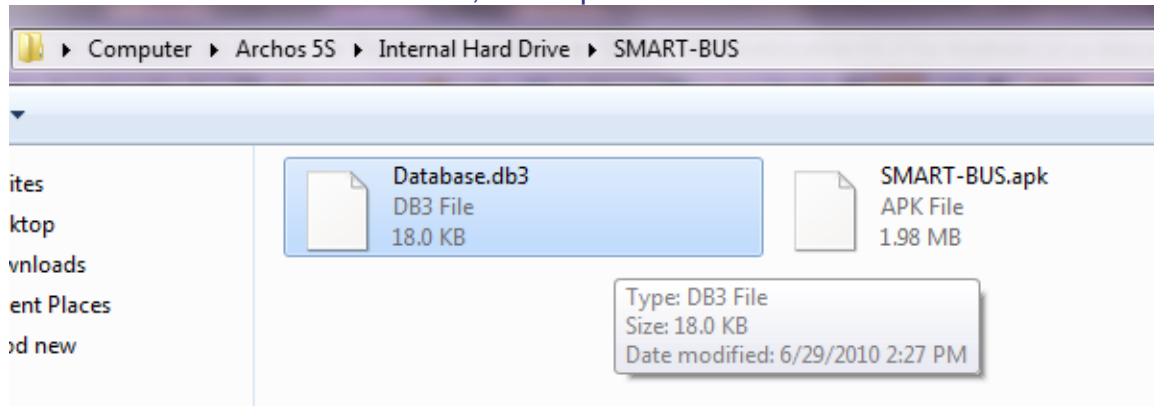 Computer ▸ Archos 5S ▸ Internal Hard Drive ▸ SMART-BUS
ites
ktop
vnloads
ent Places
od new
Database.db3
DB3 File
18.0 KB
SMART-BUS.apk
APK File
1.98 MB
Type: DB3 File
Size: 18.0 KB
Date modified: 6/29/2010 2:27 PM